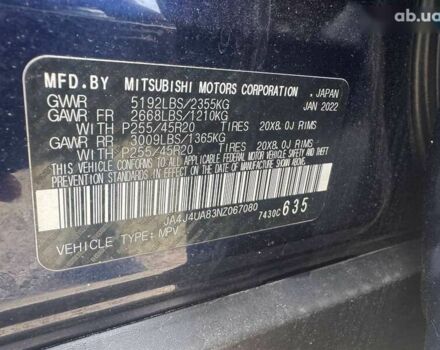 ab.ua
MFD.BY MITSUBISHI MOTORS CORPORATION, JAPAN
GVWR 5192LBS/2355KG JAN 2022
GAWR FR 2668LBS/1210KG
WITH P255/45R20 TIRES 20X8.0J RIMS
GAWR RR 3009LBS/1365KG
WITH P255/45R20 TIRES 20X8.0J RIMS
THIS VEHICLE CONFORMS TO ALL APPLICABLE FEDERAL
MOTOR VEHICLE SAFETY
STANDARDS IN EFFECT ON THE DATE OF
MANUFACTURE SHOWN ABOVE.
JA4J4UA83NZ067080
VEHICLE TYPE: MPV 7430C 635